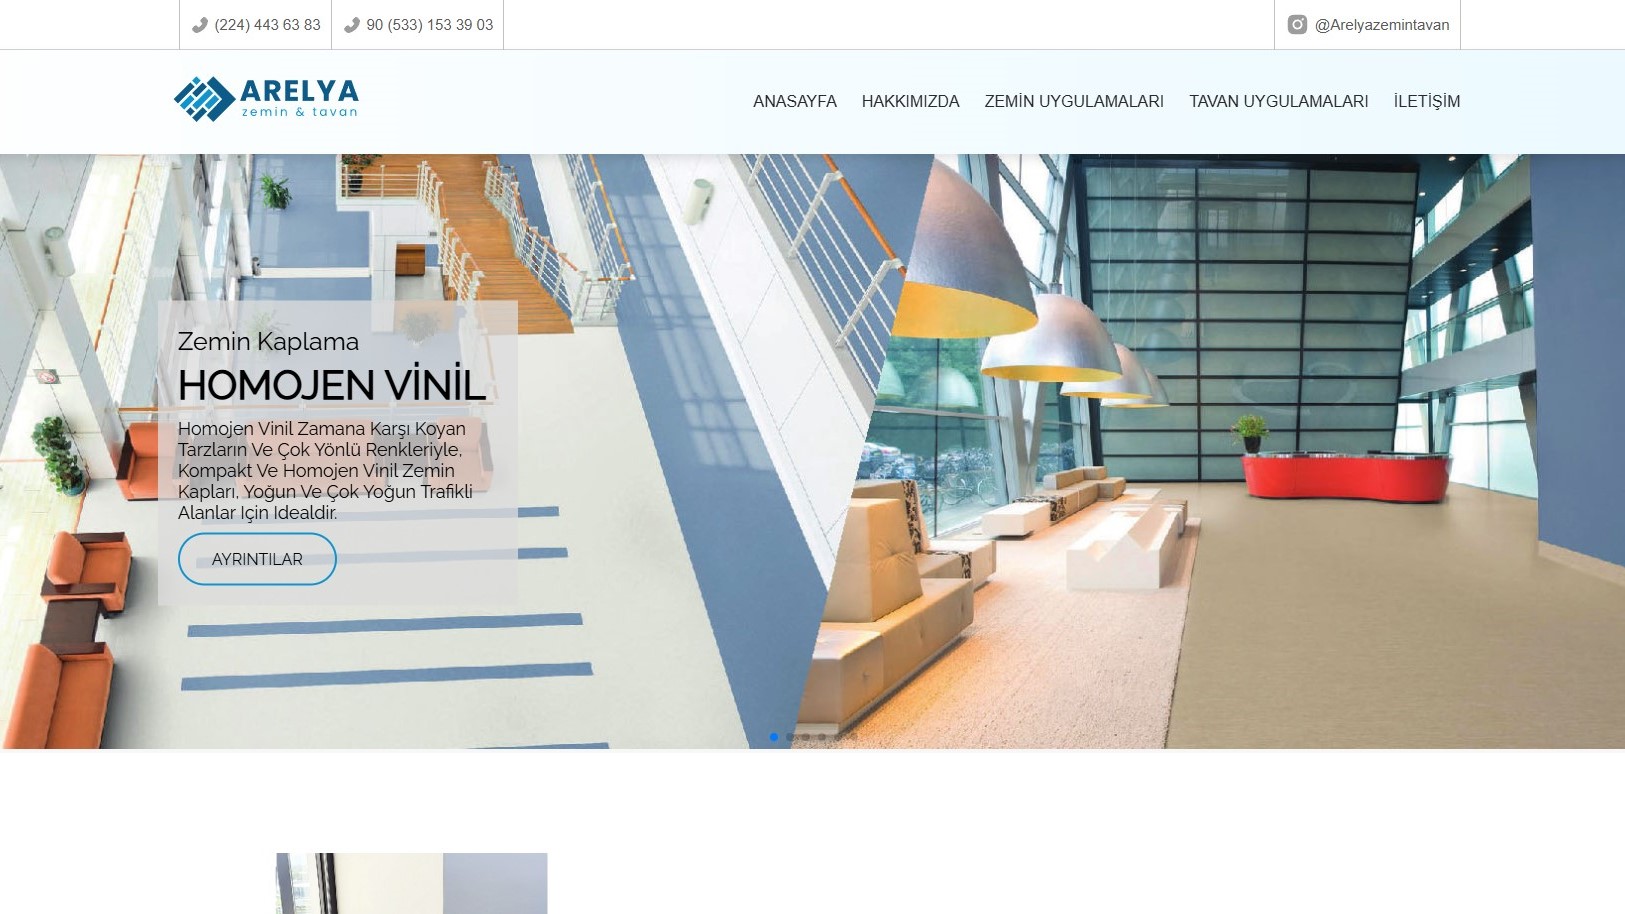 (224) 443 63 83
90 (533) 153 39 03
@Arelyazemintavan
ARELYA
zemin & tavan
ANASAYFA
HAKKIMIZDA
ZEMİN UYGULAMALARI
TAVAN UYGULAMALARI
İLETİŞİM
Zemin Kaplama
HOMOJEN VİNİL
Homojen Vinil Zamana Karşı Koyan
Tarzların Ve Çok Yönlü Renkleriyle,
Kompakt Ve Homojen Vinil Zemin
Kapları, Yoğun Ve Çok Yoğun Trafikli
Alanlar Için Idealdir.
AYRINTILAR